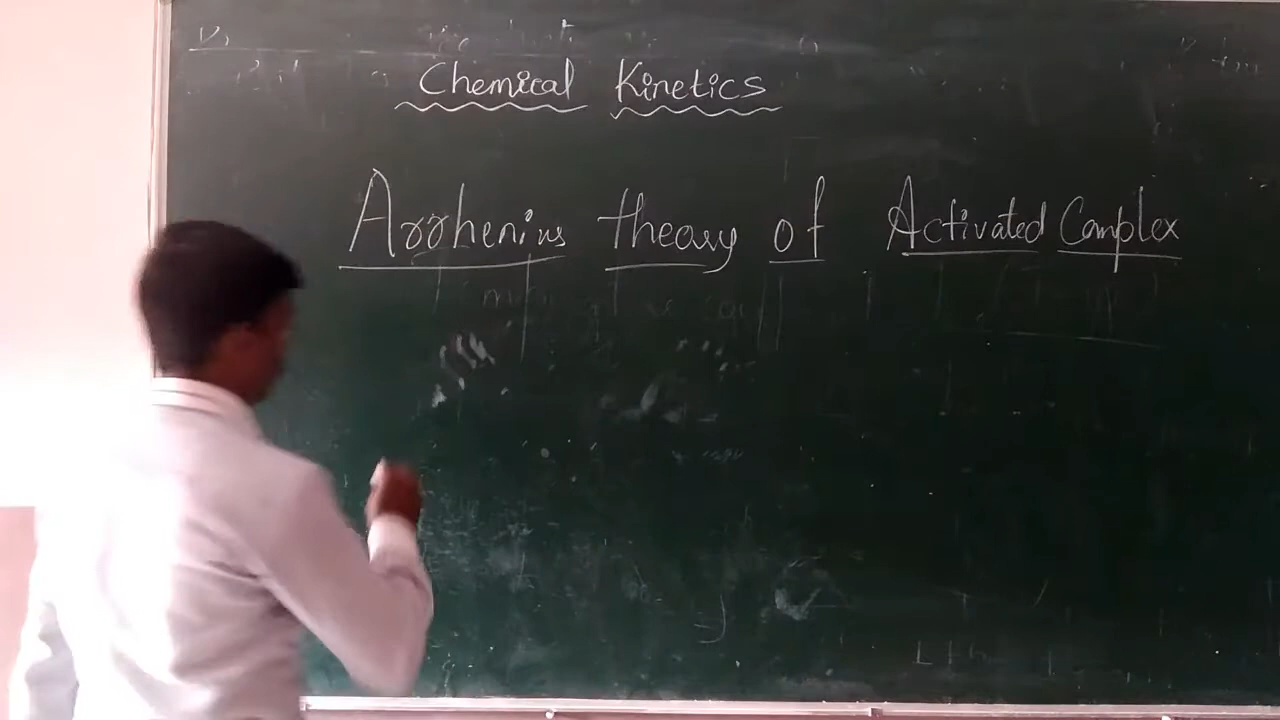 Chemical Kinetics
Arrhenius theory of Activated Complex